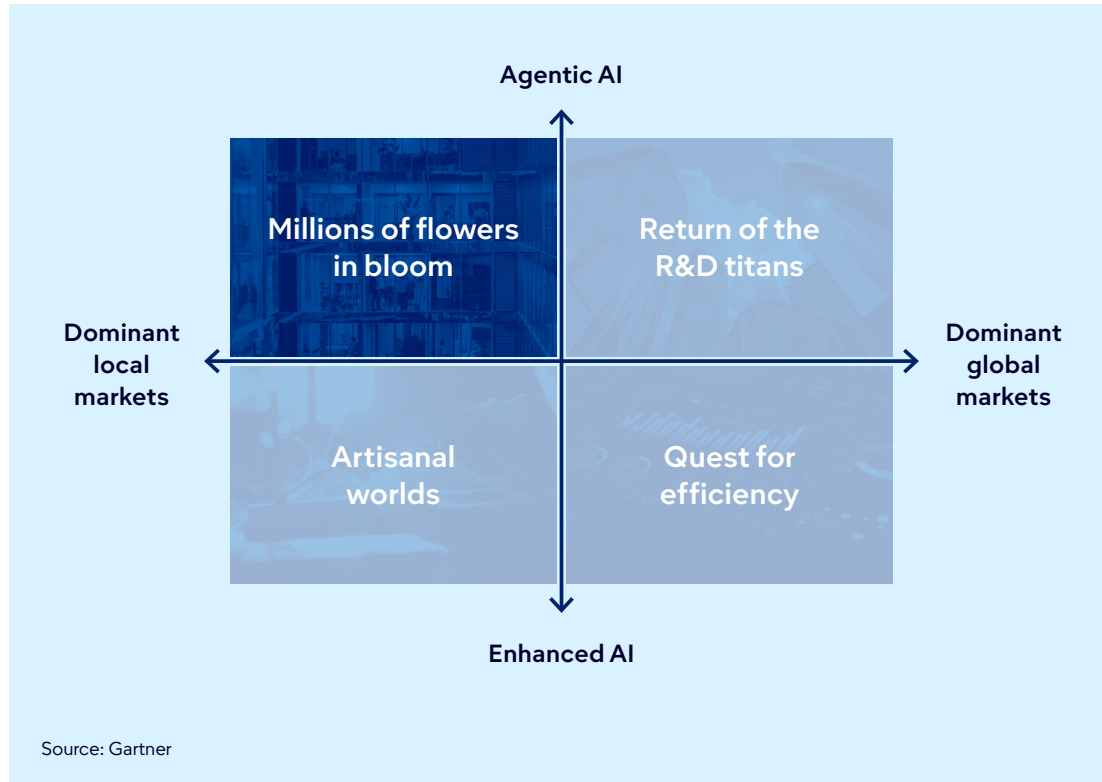 Agentic AI
Millions of flowers
in bloom
Return of the
R&D titans
Dominant
local
markets
Dominant
global
markets
Artisanal
worlds
Quest for
efficiency
Enhanced AI
Source: Gartner